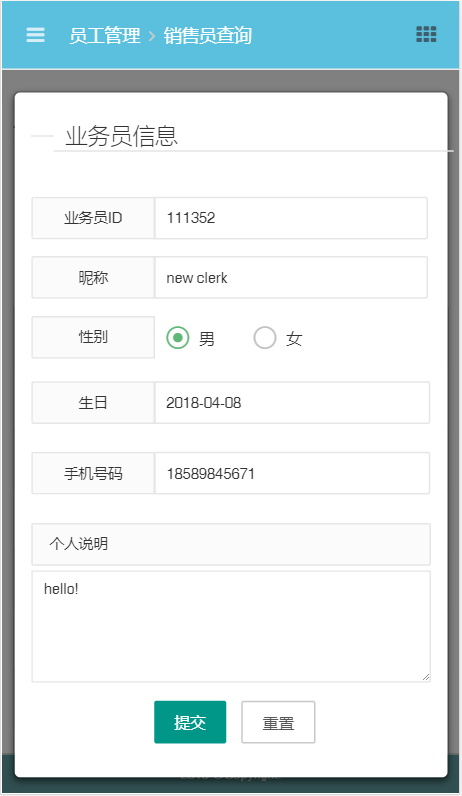 员工管理 > 销售员查询
业务员信息
业务员ID 111352
昵称 new clerk
性别 男 女
生日 2018-04-08
手机号码 18589845671
个人说明
hello!
提交 重置